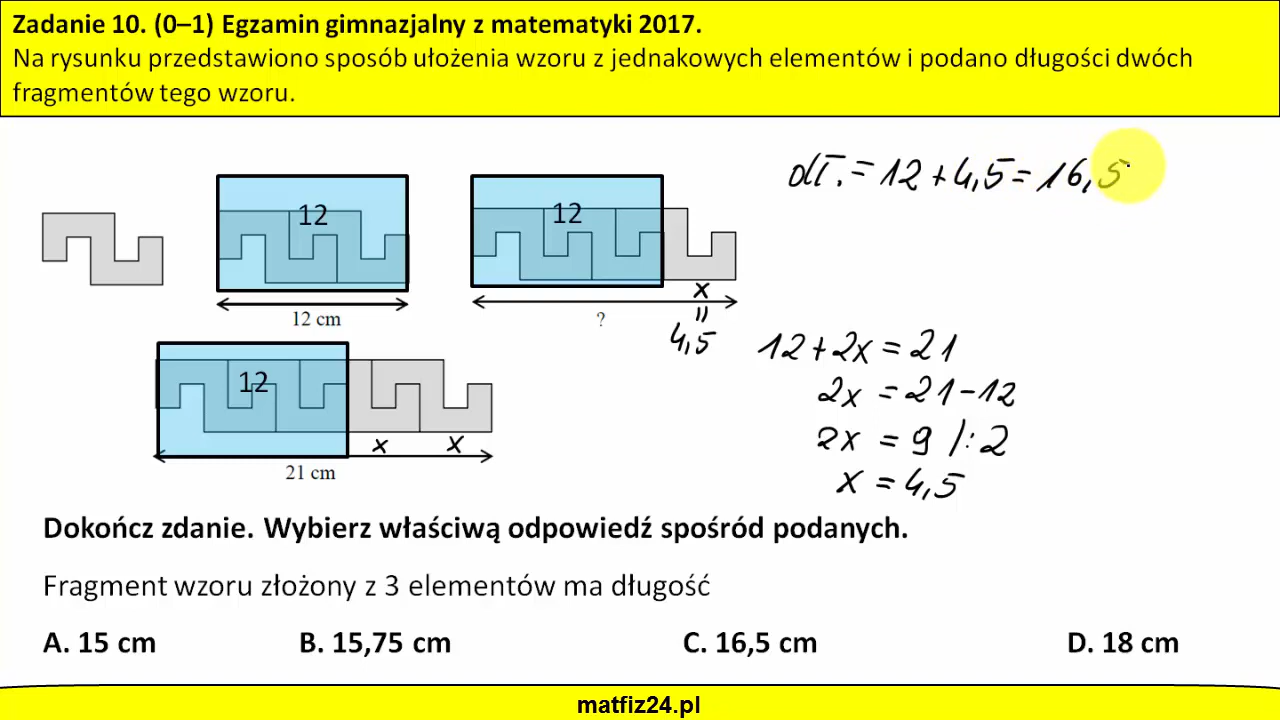 Zadanie 10. (0–1) Egzamin gimnazjalny z matematyki 2017.
Na rysunku przedstawiono sposób ułożenia wzoru z jednakowych elementów i podano długości dwóch
fragmentów tego wzoru.
dł. = 12 + 4,5 = 16,5
12
12
12 cm
?
x
=
4,5
12
x
x
21 cm
12 + 2x = 21
2x = 21 - 12
2x = 9 /:2
x = 4,5
Dokończ zdanie. Wybierz właściwą odpowiedź spośród podanych.
Fragment wzoru złożony z 3 elementów ma długość
A. 15 cm B. 15,75 cm C. 16,5 cm D. 18 cm
matfiz24.pl